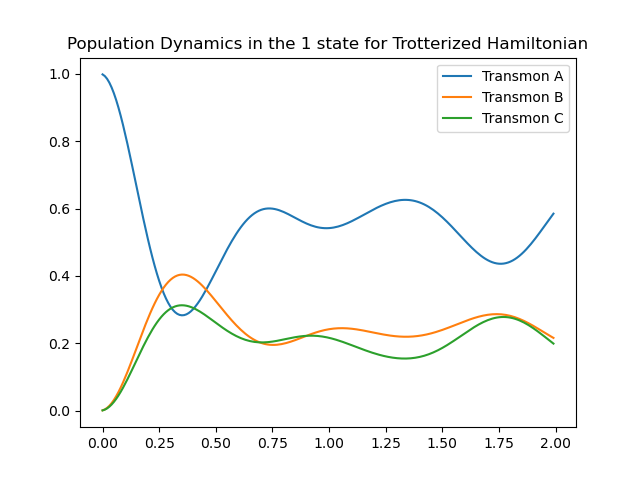 Population Dynamics in the 1 state for Trotterized Hamiltonian
Transmon A
Transmon B
Transmon C
1.0
0.8
0.6
0.4
0.2
0.0
0.00 0.25 0.50 0.75 1.00 1.25 1.50 1.75 2.00